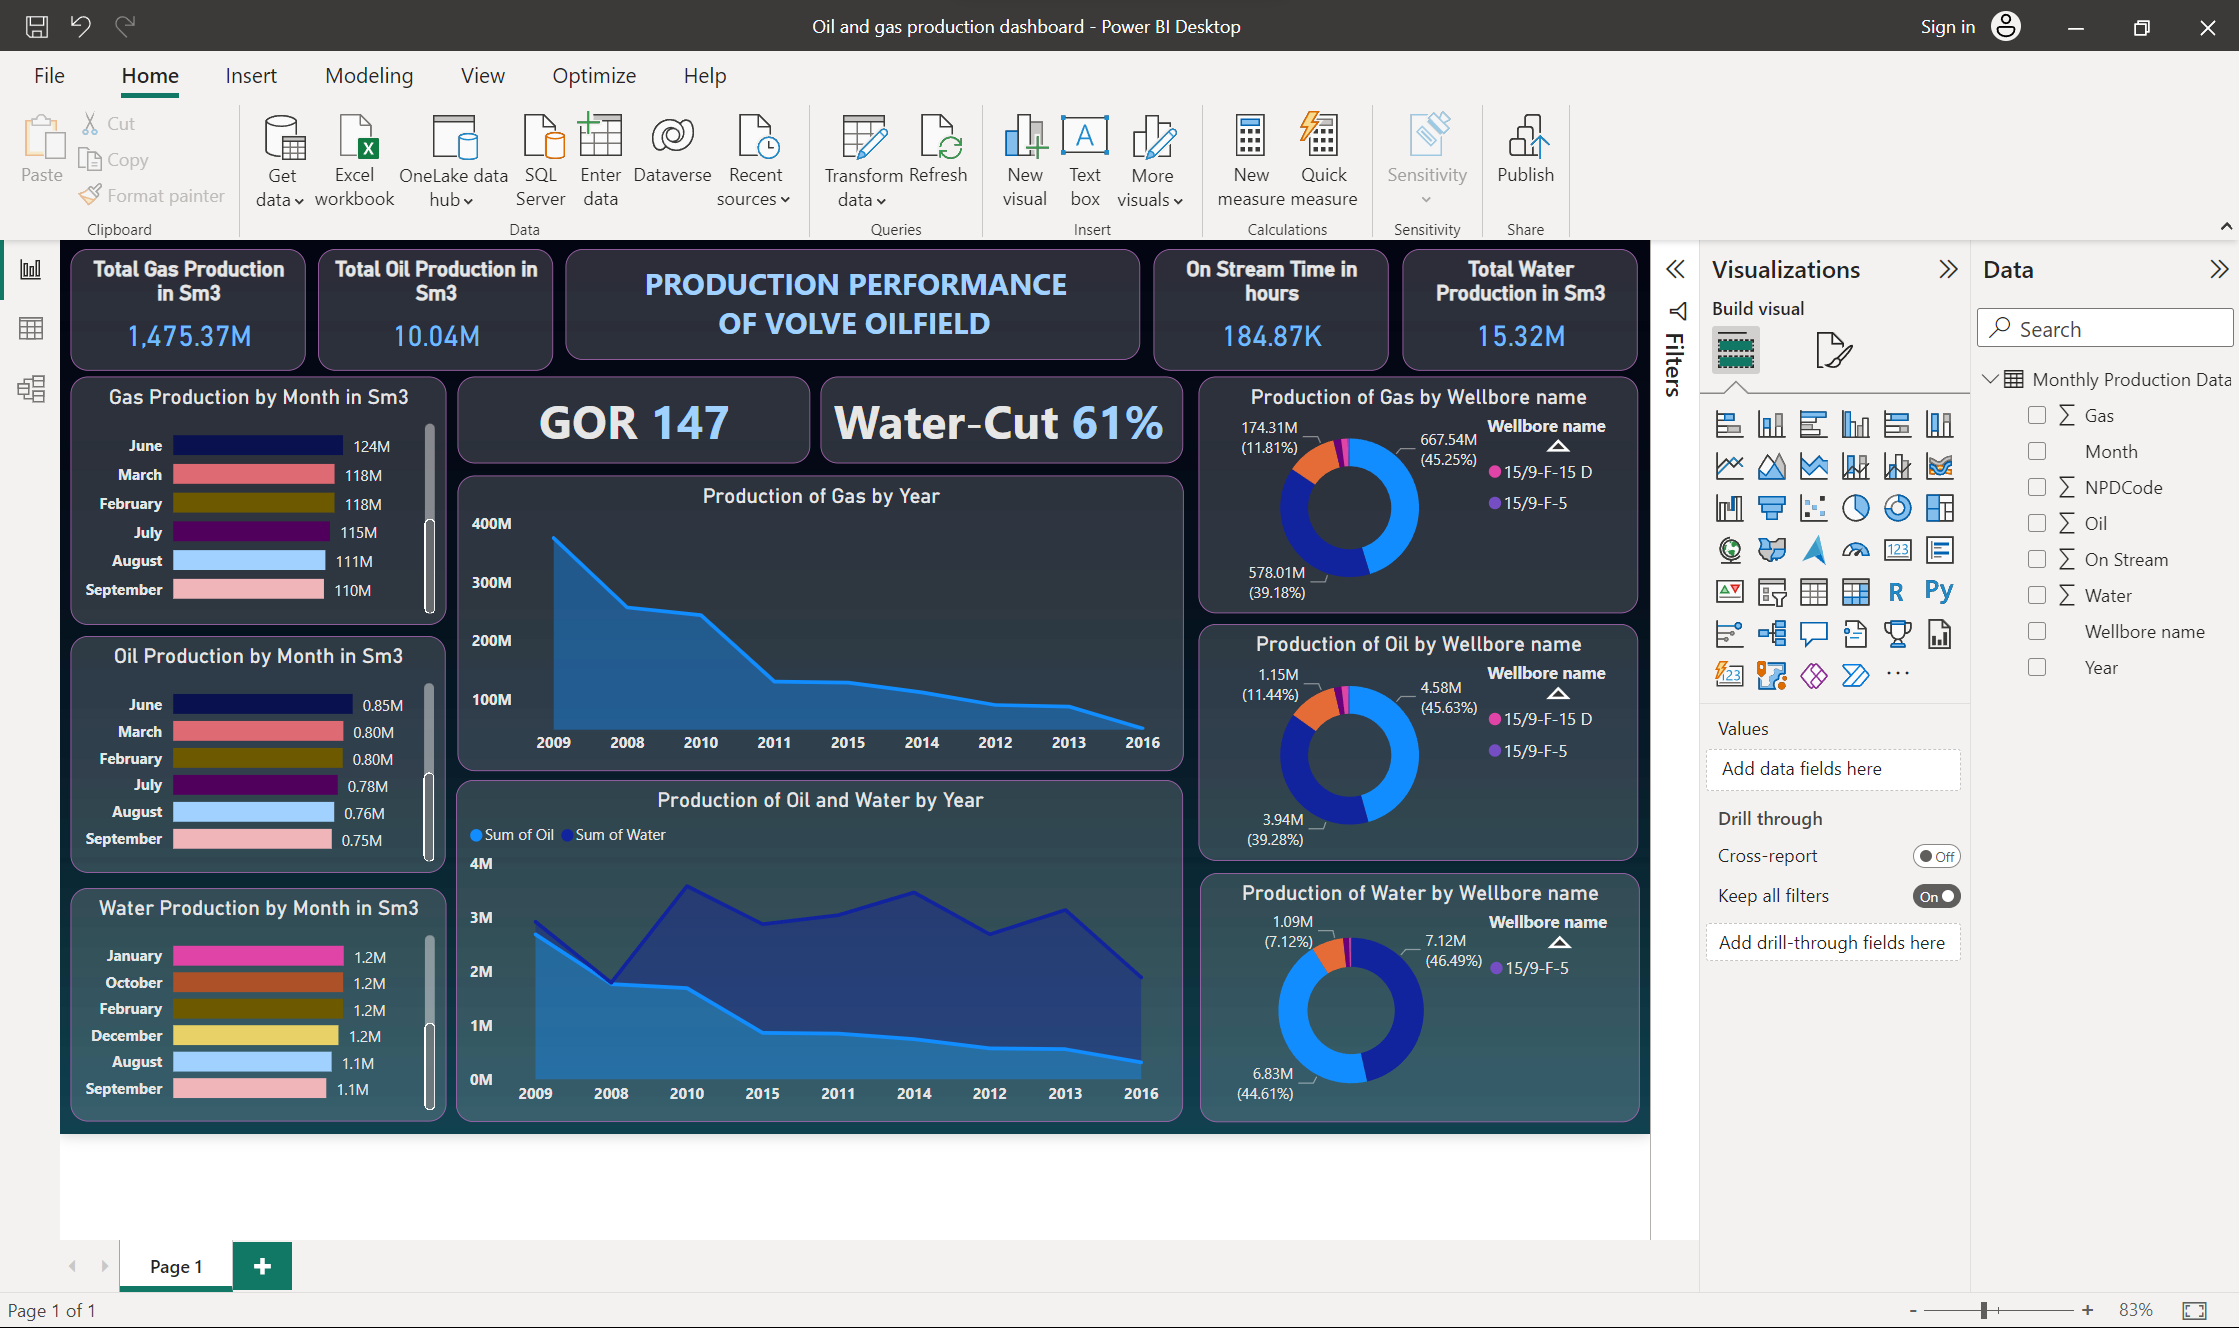 Oil and gas production dashboard - Power BI Desktop
Sign in
File
Home
Insert
Modeling
View
Optimize
Help
Paste
Cut
Copy
Format painter
Clipboard
Get
data
Excel
workbook
OneLake data
hub
SQL
Server
Enter
data
Dataverse
Recent
sources
Data
Transform
data
Refresh
Queries
New
visual
Text
box
More
visuals
Insert
New
measure
Quick
measure
Calculations
Sensitivity
Sensitivity
Publish
Share
Total Gas Production
in Sm3
1,475.37M
Total Oil Production in
Sm3
10.04M
PRODUCTION PERFORMANCE
OF VOLVE OILFIELD
On Stream Time in
hours
184.87K
Total Water
Production in Sm3
15.32M
Gas Production by Month in Sm3
June 124M
March 118M
February 118M
July 115M
August 111M
September 110M
Oil Production by Month in Sm3
June 0.85M
March 0.80M
February 0.80M
July 0.78M
August 0.76M
September 0.75M
Water Production by Month in Sm3
January 1.2M
October 1.2M
February 1.2M
December 1.2M
August 1.1M
September 1.1M
GOR 147
Water-Cut 61%
Production of Gas by Year
400M
300M
200M
100M
2009 2008 2010 2011 2015 2014 2012 2013 2016
Production of Oil and Water by Year
Sum of Oil Sum of Water
4M
3M
2M
1M
0M
2009 2008 2010 2015 2011 2014 2012 2013 2016
Production of Gas by Wellbore name
174.31M
(11.81%)
667.54M
(45.25%)
578.01M
(39.18%)
Wellbore name
15/9-F-15 D
15/9-F-5
Production of Oil by Wellbore name
1.15M
(11.44%)
4.58M
(45.63%)
3.94M
(39.28%)
Wellbore name
15/9-F-15 D
15/9-F-5
Production of Water by Wellbore name
1.09M
(7.12%)
7.12M
(46.49%)
6.83M
(44.61%)
Wellbore name
15/9-F-5
Filters
Visualizations
Build visual
123
R
Py
123
Values
Add data fields here
Drill through
Cross-report
Off
Keep all filters
On
Add drill-through fields here
Data
Search
Monthly Production Data
Gas
Month
NPDCode
Oil
On Stream
Water
Wellbore name
Year
Page 1
Page 1 of 1
- + 83%